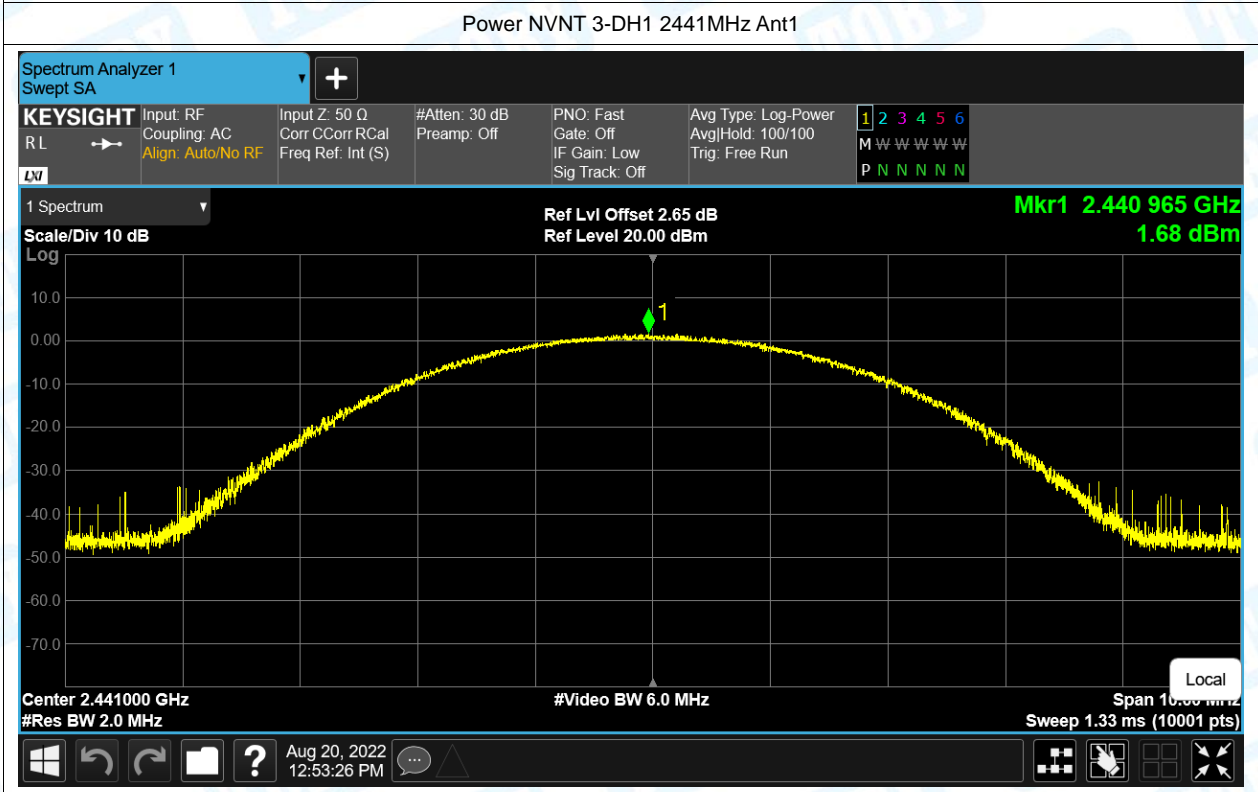 Power NVNT 3-DH1 2441MHz Ant1
Spectrum Analyzer 1
Swept SA
KEYSIGHT
R L
LXI
Input: RF
Coupling: AC
Align: Auto/No RF
Input Z: 50 Ω
Corr CCorr RCal
Freq Ref: Int (S)
#Atten: 30 dB
Preamp: Off
PNO: Fast
Gate: Off
IF Gain: Low
Sig Track: Off
Avg Type: Log-Power
Avg|Hold: 100/100
Trig: Free Run
1 2 3 4 5 6
M W W W W W
P N N N N N
1 Spectrum
Scale/Div 10 dB
Log
Ref Lvl Offset 2.65 dB
Ref Level 20.00 dBm
Mkr1 2.440 965 GHz
1.68 dBm
1
10.0
0.00
-10.0
-20.0
-30.0
-40.0
-50.0
-60.0
-70.0
Local
Center 2.441000 GHz
#Res BW 2.0 MHz
#Video BW 6.0 MHz
Span 10.00 MHz
Sweep 1.33 ms (10001 pts)
?
Aug 20, 2022
12:53:26 PM